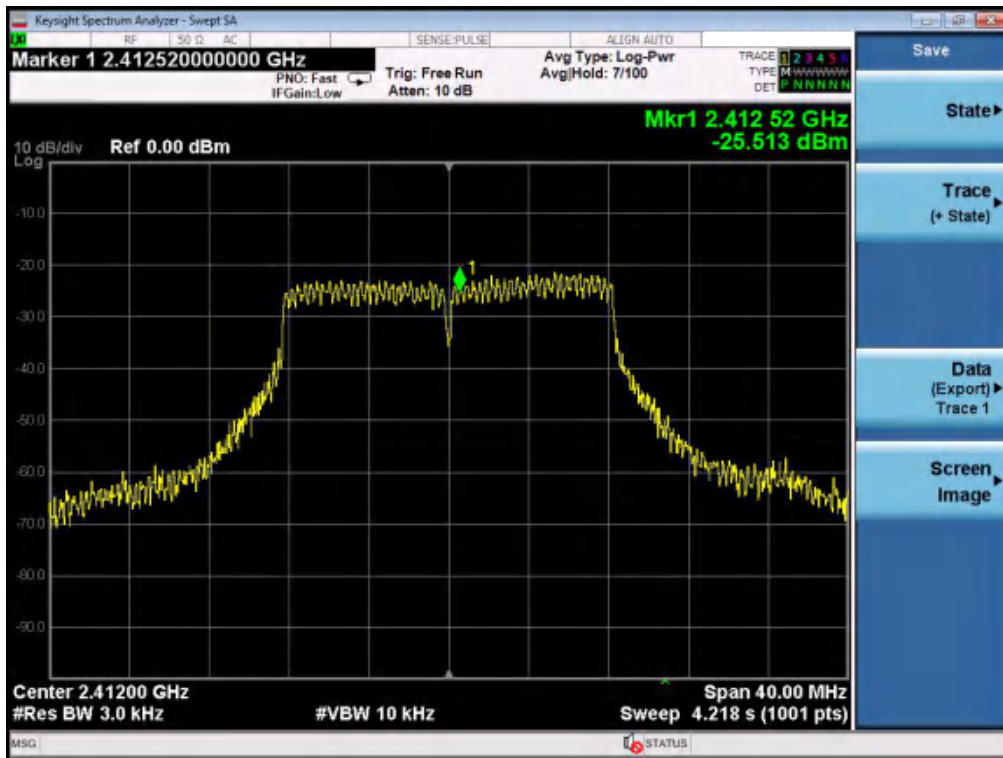 Keysight Spectrum Analyzer - Swept SA
RF 50 Ω AC SENSE:PULSE ALIGN AUTO
Marker 1 2.412520000000 GHz
PNO: Fast
IFGain:Low
Trig: Free Run
Atten: 10 dB
Avg Type: Log-Pwr
Avg|Hold: 7/100
TRACE 1 2 3 4 5 6
TYPE M WWWWW
DET P N N N N N
Mkr1 2.412 52 GHz
-25.513 dBm
10 dB/div Ref 0.00 dBm
Log
-10.0
-20.0
-30.0
-40.0
-50.0
-60.0
-70.0
-80.0
-90.0
1
Center 2.41200 GHz
Span 40.00 MHz
#Res BW 3.0 kHz
#VBW 10 kHz
Sweep 4.218 s (1001 pts)
MSG
STATUS
Save
State
Trace
(+ State)
Data
(Export)
Trace 1
Screen
Image